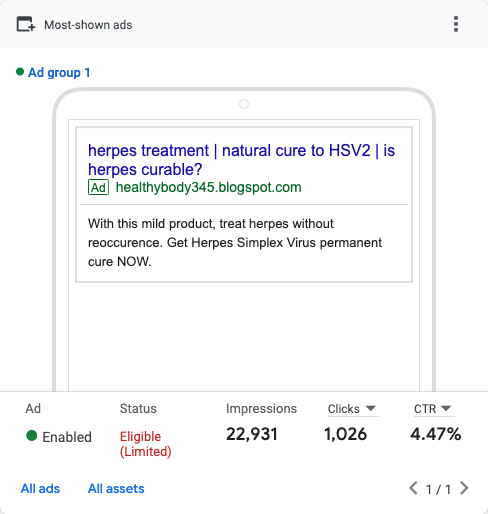 Most-shown ads
Ad group 1
herpes treatment | natural cure to HSV2 | is
herpes curable?
Ad healthybody345.blogspot.com
With this mild product, treat herpes without
reoccurence. Get Herpes Simplex Virus permanent
cure NOW.
Ad Status Impressions Clicks CTR
Enabled Eligible (Limited) 22,931 1,026 4.47%
All ads All assets 1 / 1